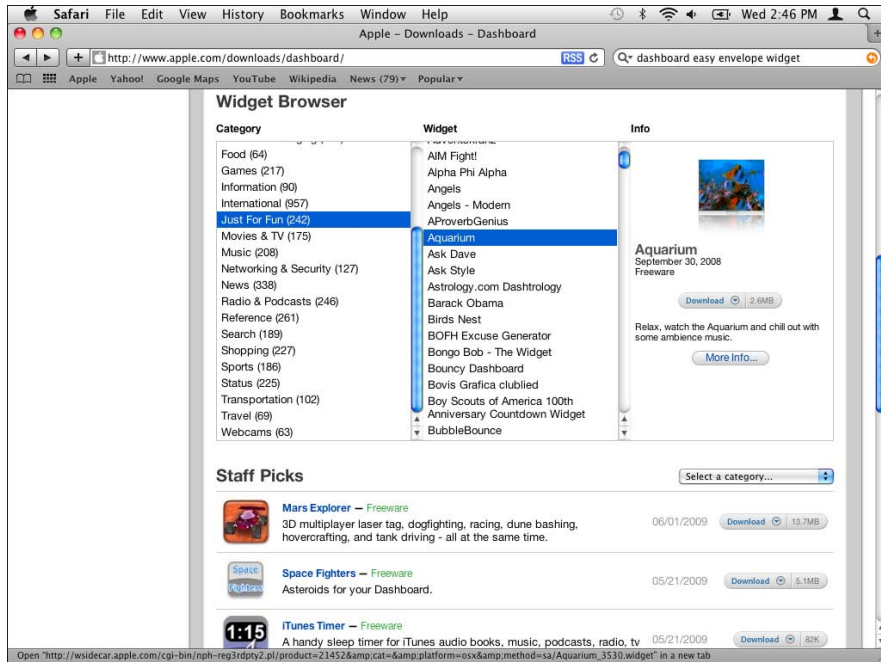 Safari File Edit View History Bookmarks Window Help Wed 2:46 PM
Apple – Downloads – Dashboard
http://www.apple.com/downloads/dashboard/ RSS dashboard easy envelope widget
Apple Yahoo! Google Maps YouTube Wikipedia News (79) Popular
Widget Browser
Category Widget Info
Food (64)
Games (217)
Information (90)
International (957)
Just For Fun (242)
Movies & TV (175)
Music (208)
Networking & Security (127)
News (338)
Radio & Podcasts (246)
Reference (261)
Search (189)
Shopping (227)
Sports (186)
Status (225)
Transportation (102)
Travel (69)
Webcams (63)
AIM Fight!
Alpha Phi Alpha
Angels
Angels - Modern
AProverbGenius
Aquarium
Ask Dave
Ask Style
Astrology.com Dashtrology
Barack Obama
Birds Nest
BOFH Excuse Generator
Bongo Bob - The Widget
Bouncy Dashboard
Bovis Grafica clublied
Boy Scouts of America 100th
Anniversary Countdown Widget
BubbleBounce
Aquarium
September 30, 2008
Freeware
Download 2.6MB
Relax, watch the Aquarium and chill out with
some ambience music.
More Info...
Staff Picks Select a category...
Mars Explorer — Freeware
3D multiplayer laser tag, dogfighting, racing, dune bashing,
hovercrafting, and tank driving - all at the same time.
06/01/2009 Download 13.7MB
Space
Fighters
Space Fighters — Freeware
Asteroids for your Dashboard.
05/21/2009 Download 5.1MB
1:15
iTunes Timer — Freeware
A handy sleep timer for iTunes audio books, music, podcasts, radio, tv
05/21/2009 Download 82K
Open "http://wsidecar.apple.com/cgi-bin/nph-reg3rdpty2.pl/product=21452&amp;cat=&amp;platform=osx&amp;method=sa/Aquarium_3530.widget" in a new tab